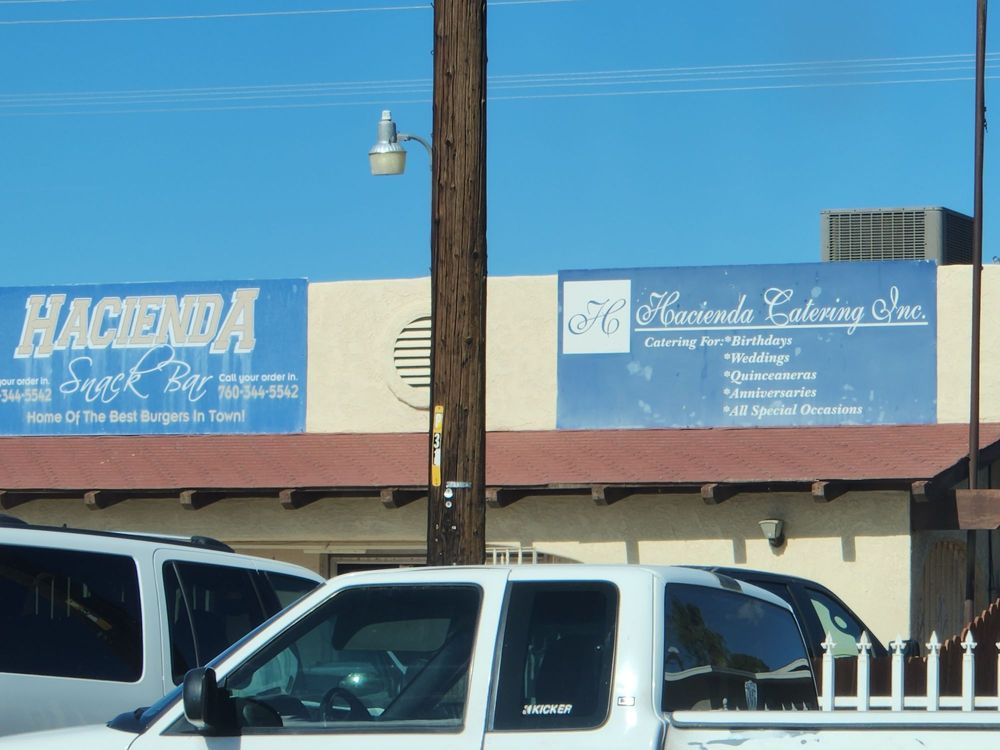 HACIENDA
Snack Bar
your order in.
-344-5542
Call your order in.
760-344-5542
Home Of The Best Burgers In Town!
H
Hacienda Catering Inc.
Catering For:*Birthdays
*Weddings
*Quinceaneras
*Anniversaries
*All Special Occasions
3
KICKER